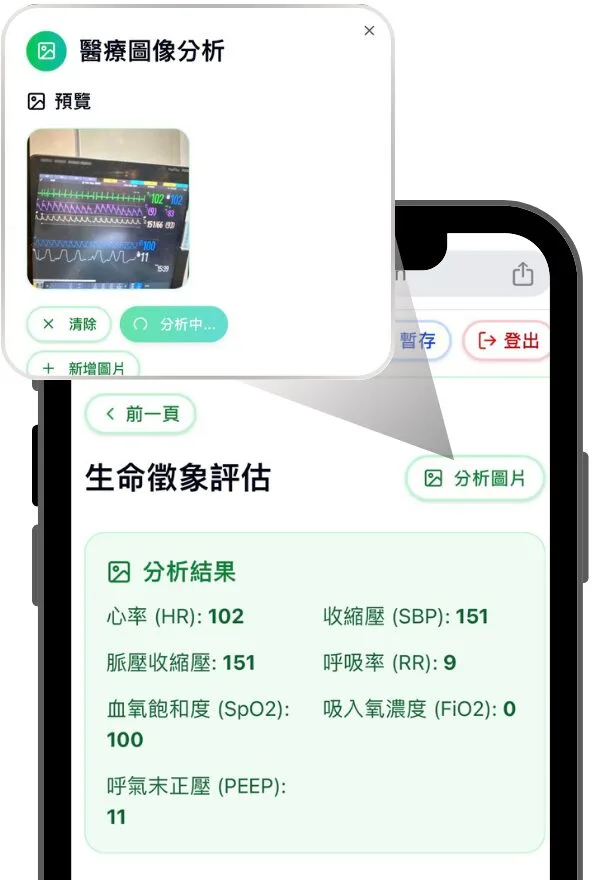 醫療圖像分析
預覽
102 102
(9) 83
151/66 (93)
100
11
清除
分析中...
新增圖片
暫存
登出
前一頁
生命徵象評估
分析圖片
分析結果
心率 (HR): 102
收縮壓 (SBP): 151
脈壓收縮壓: 151
呼吸率 (RR): 9
血氧飽和度 (SpO2):
100
吸入氧濃度 (FiO2): 0
呼氣末正壓 (PEEP):
11